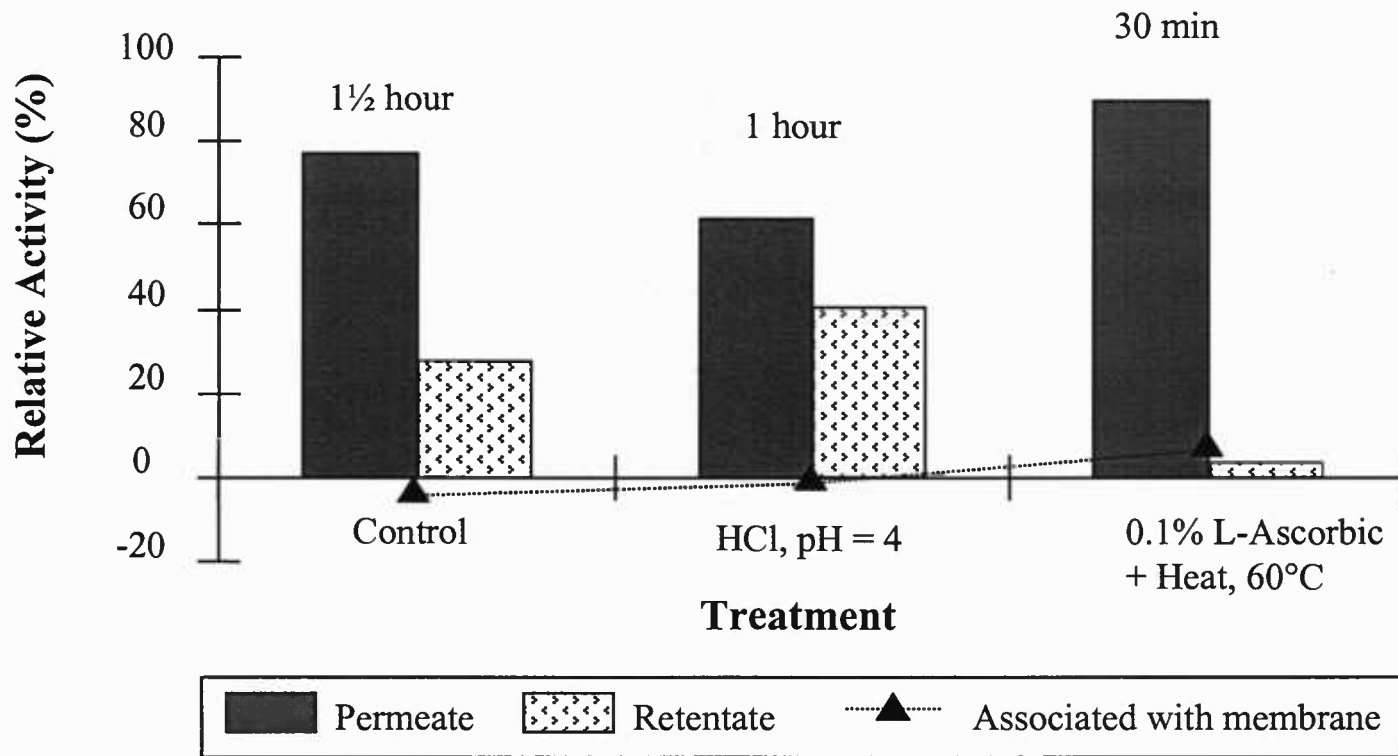 30 min
1½ hour
1 hour
Relative Activity (%)
100
80
60
40
20
0
-20
Control
HCl, pH = 4
0.1% L-Ascorbic
+ Heat, 60°C
Treatment
Permeate
Retentate
Associated with membrane